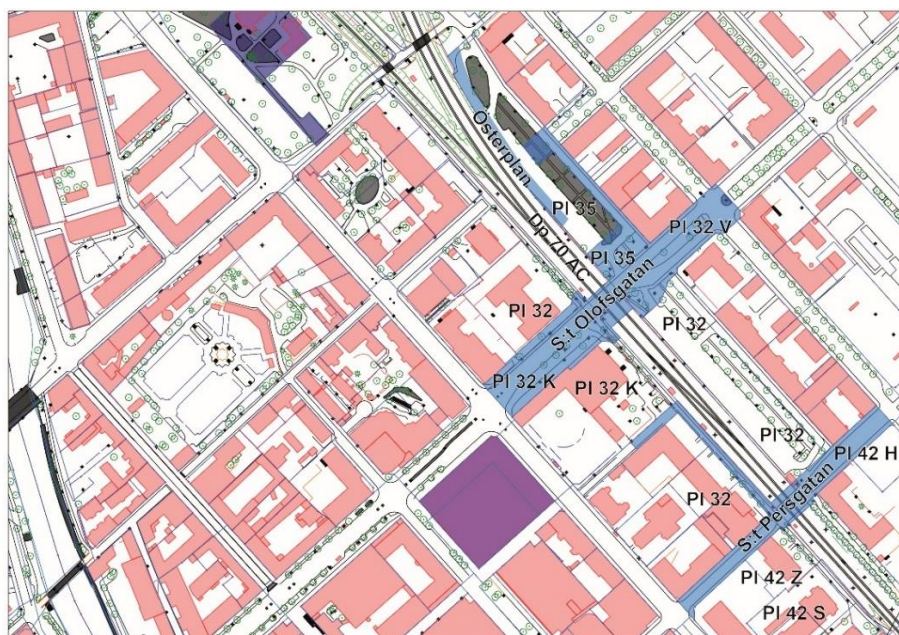 Österplan
Pl 35
Dp 70 AC
Pl 35
Pl 32 V
S:t Olofsgatan
Pl 32
Pl 32
Pl 32 K
Pl 32 K
Pl 32
Pl 42 H
S:t Persgatan
Pl 32
Pl 42 Z
Pl 42 S